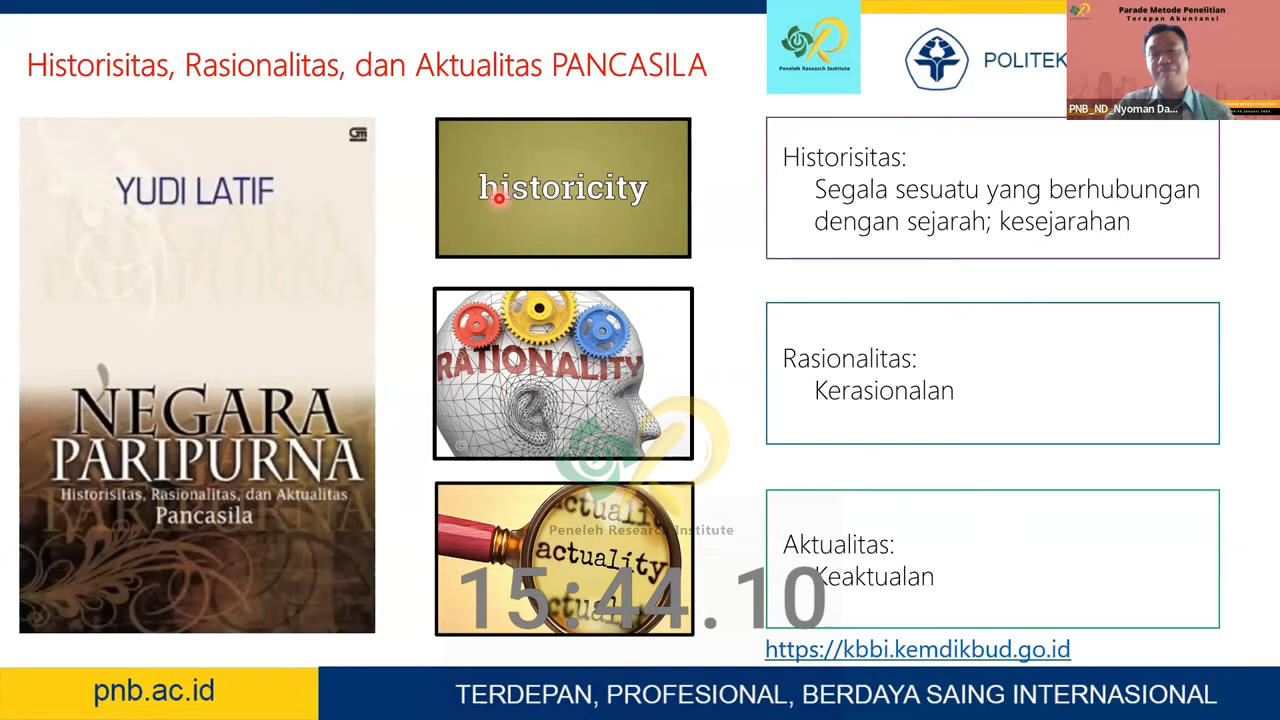 Historisitas, Rasionalitas, dan Aktualitas PANCASILA
Peneleh Research Institute
POLITEK
Parade Metode Penelitian
Terapan Akuntansi
PNB_ND_Nyoman Da...
YUDI LATIF
NEGARA
PARIPURNA
Historisitas, Rasionalitas, dan Aktualitas
Pancasila
historicity
Historisitas:
Segala sesuatu yang berhubungan
dengan sejarah; kesejarahan
RATIONALITY
Rasionalitas:
Kerasionalan
actuality
actuality
actuality
Peneleh Research Institute
15:44.10
Aktualitas:
Keaktualan
https://kbbi.kemdikbud.go.id
pnb.ac.id
TERDEPAN, PROFESIONAL, BERDAYA SAING INTERNASIONAL